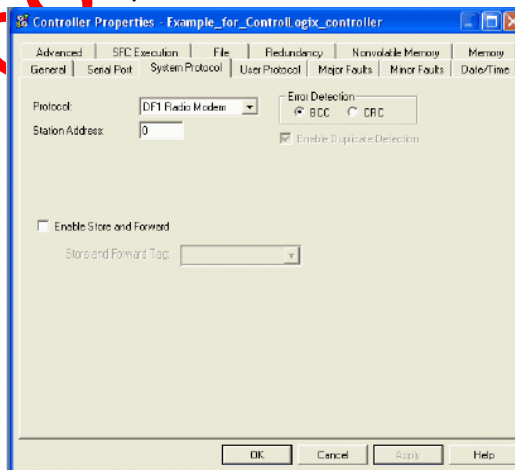 Controller Properties - Example_for_ControlLogix_controller
Advanced SFC Execution File Redundancy Nonvolatile Memory Memory
General Serial Port System Protocol User Protocol Major Faults Minor Faults Date/Time
Protocol: DF1 Radio Modem
Station Address: 0
Error Detection
BCC CRC
Enable Duplicate Detection
Enable Store and Forward
Store and Forward Tag:
OK Cancel Apply Help